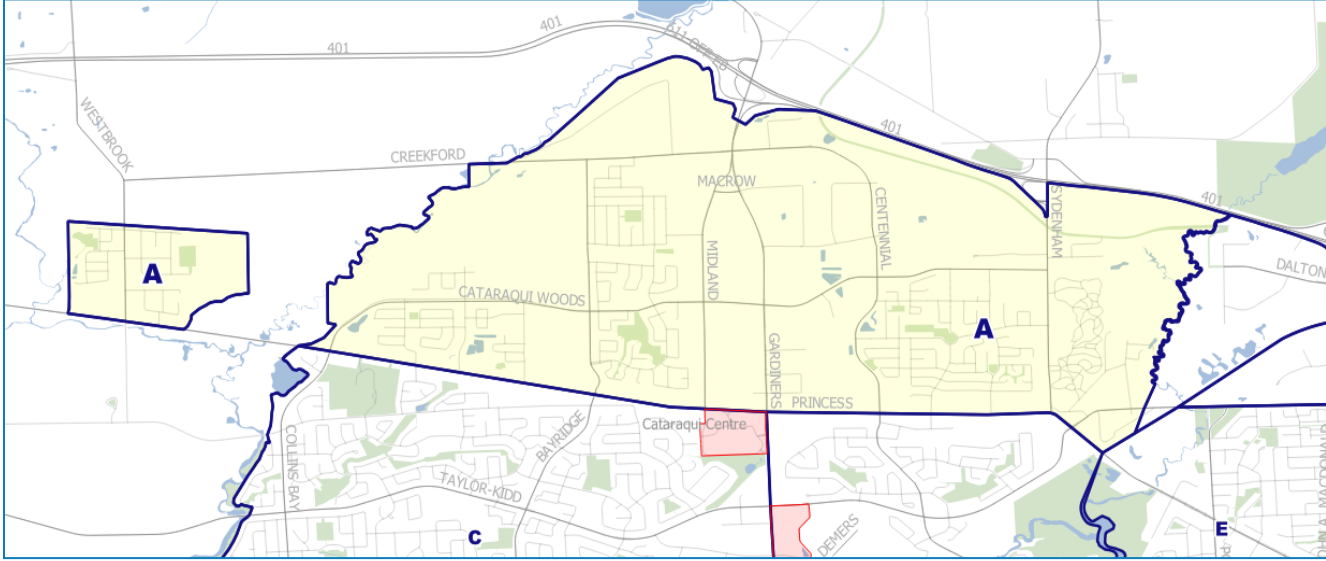 401
401
WESTBROOK
401
CREEKFORD
MACROW
CENTENNIAL
SYDENHAM
401
A
MIDLAND
DALTON
CATARAQUI WOODS
A
GARDINERS
PRINCESS
Cataraqui Centre
BAYRIDGE
COLLINS BAY
TAYLOR-KIDD
C
DEMERS
E